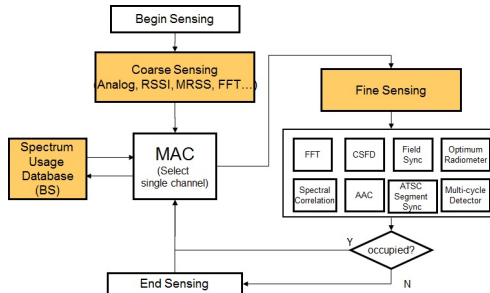 Begin Sensing
Coarse Sensing
(Analog, RSSI, MRSS, FFT...)
Fine Sensing
Spectrum
Usage
Database
(BS)
MAC
(Select
single channel)
FFT
CSFD
Field
Sync
Optimum
Radiometer
Spectral
Correlation
AAC
ATSC
Segment
Sync
Multi-cycle
Detector
Y
occupied?
N
End Sensing